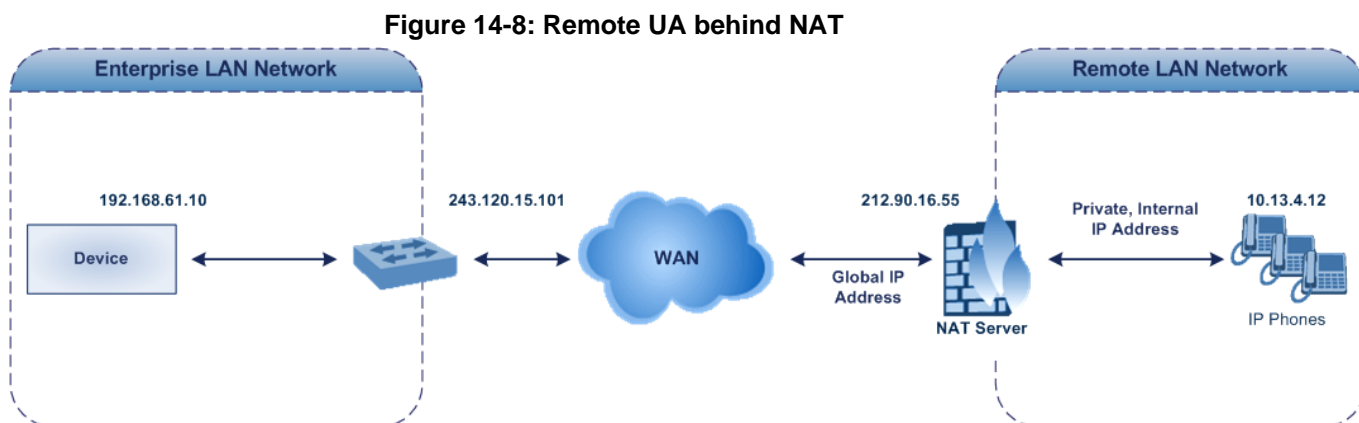 Figure 14-8: Remote UA behind NAT
Enterprise LAN Network
Remote LAN Network
192.168.61.10
243.120.15.101
212.90.16.55
Private, Internal
IP Address
10.13.4.12
Device
WAN
Global IP
Address
NAT Server
IP Phones